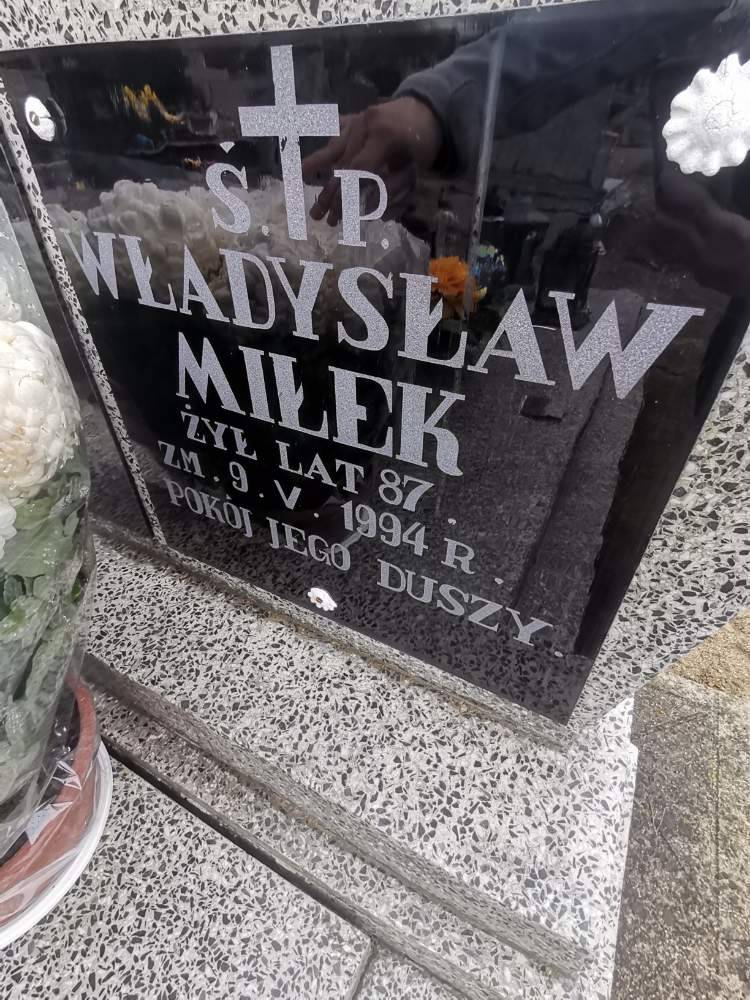 Ś. P.
WŁADYSŁAW
MIŁEK
ŻYŁ LAT 87.
ZM. 9. V. 1994 R.
POKÓJ JEGO DUSZY.